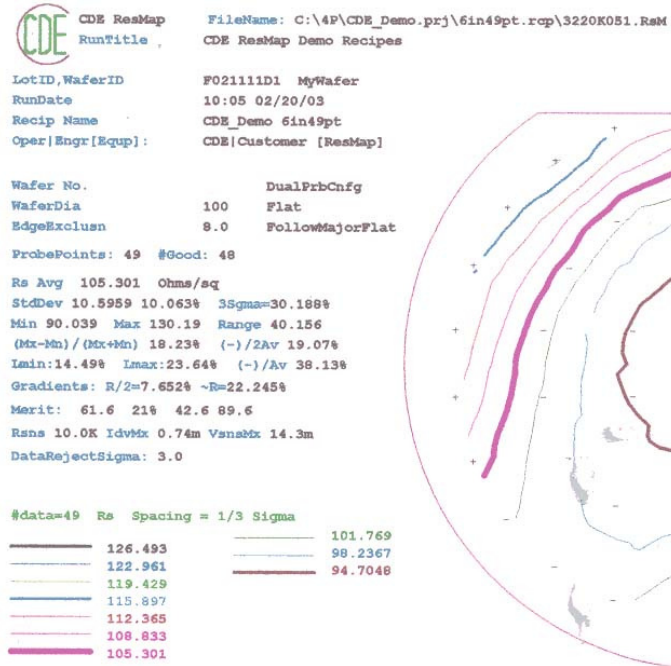 CDE
CDE ResMap FileName: C:\4P\CDE_Demo.prj\6in49pt.rcp\3220K051.RsM
RunTitle , CDE ResMap Demo Recipes
LotID,WaferID F021111D1 MyWafer
RunDate 10:05 02/20/03
Recip Name CDE_Demo 6in49pt
Oper|Engr[Equp]: CDE|Customer [ResMap]
Wafer No. DualPrbCnfg
WaferDia 100 Flat
EdgeExclusn 8.0 FollowMajorFlat
ProbePoints: 49 #Good: 48
Rs Avg 105.301 Ohms/sq
StdDev 10.5959 10.063% 3Sgma=30.188%
Min 90.039 Max 130.19 Range 40.156
(Mx-Mn)/(Mx+Mn) 18.23% (-)/2Av 19.07%
Imin:14.49% Imax:23.64% (-)/Av 38.13%
Gradients: R/2=7.652% ~R=22.245%
Merit: 61.6 21% 42.6 89.6
Rsns 10.0K IdvMx 0.74m VsnsMx 14.3m
DataRejectSigma: 3.0
#data=49 Rs Spacing = 1/3 Sigma
126.493
122.961
119.429
115.897
112.365
108.833
105.301
101.769
98.2367
94.7048